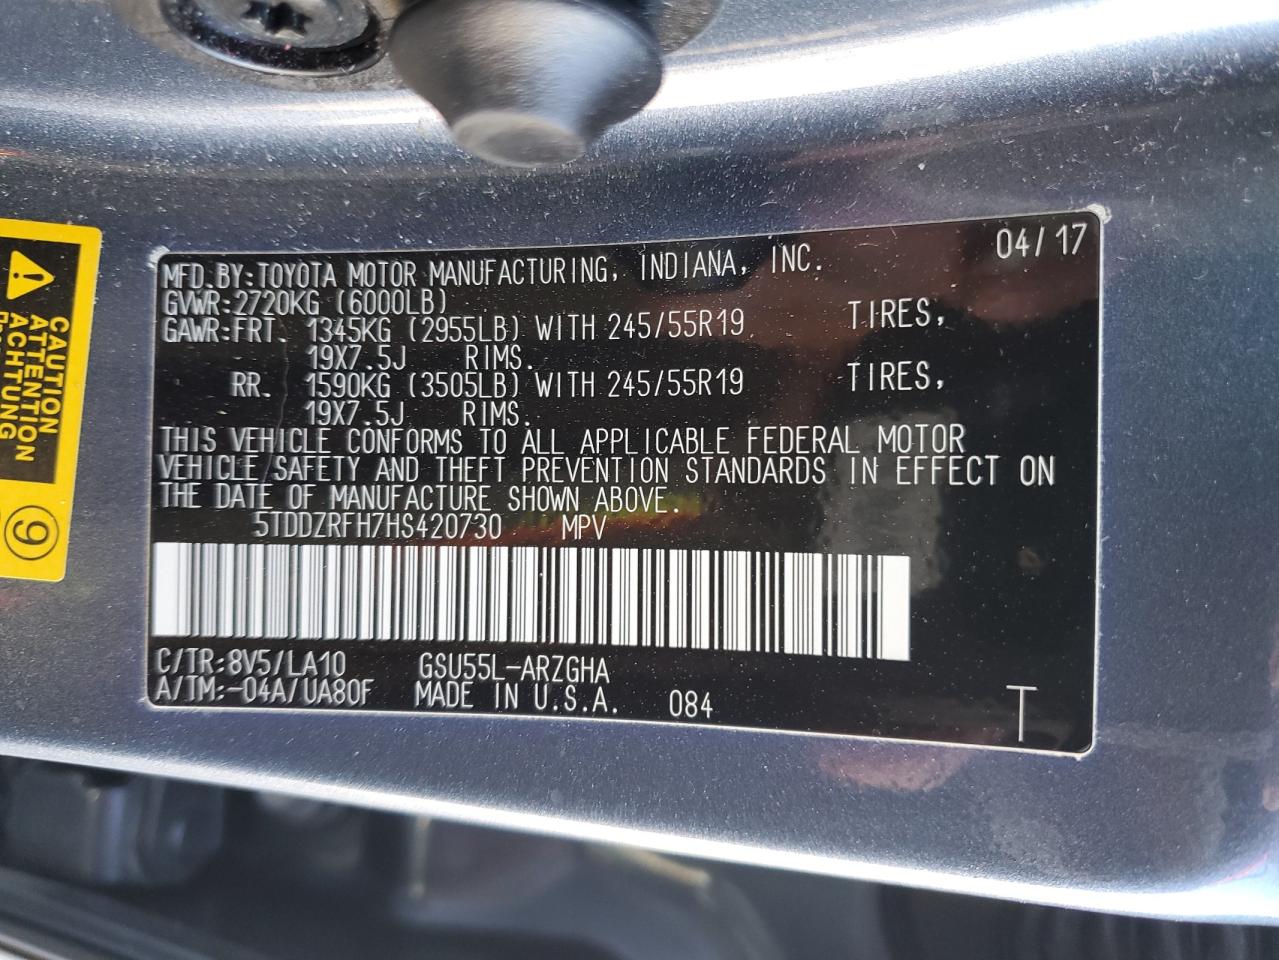 04/17
MFD.BY:TOYOTA MOTOR MANUFACTURING, INDIANA, INC.
GVWR:2720KG (6000LB)
GAWR:FRT. 1345KG (2955LB) WITH 245/55R19 TIRES,
19X7.5J RIMS.
RR. 1590KG (3505LB) WITH 245/55R19 TIRES,
19X7.5J RIMS.
THIS VEHICLE CONFORMS TO ALL APPLICABLE FEDERAL MOTOR
VEHICLE SAFETY AND THEFT PREVENTION STANDARDS IN EFFECT ON
THE DATE OF MANUFACTURE SHOWN ABOVE.
5TDDZRFH7HS420730 MPV
C/TR:8V5/LA10 GSU55L-ARZGHA
A/TM:-04A/UA80F MADE IN U.S.A. 084
T
CAUTION
ATTENTION
ACHTUNG
9